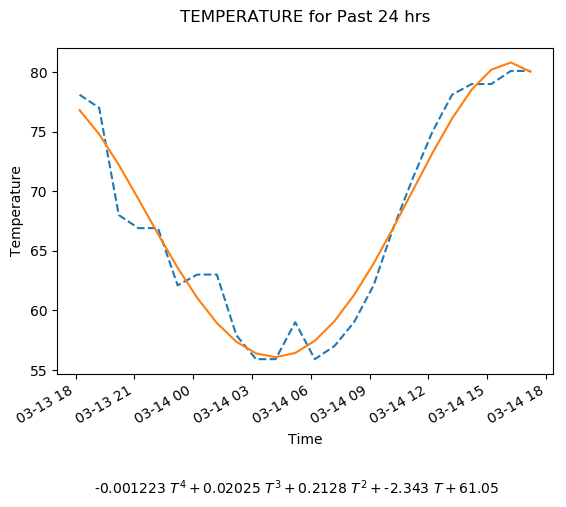 TEMPERATURE for Past 24 hrs
80
75
70
65
60
55
Temperature
03-13 18 03-13 21 03-14 00 03-14 03 03-14 06 03-14 09 03-14 12 03-14 15 03-14 18
Time
-0.001223 T⁴ + 0.02025 T³ + 0.2128 T² + -2.343 T + 61.05